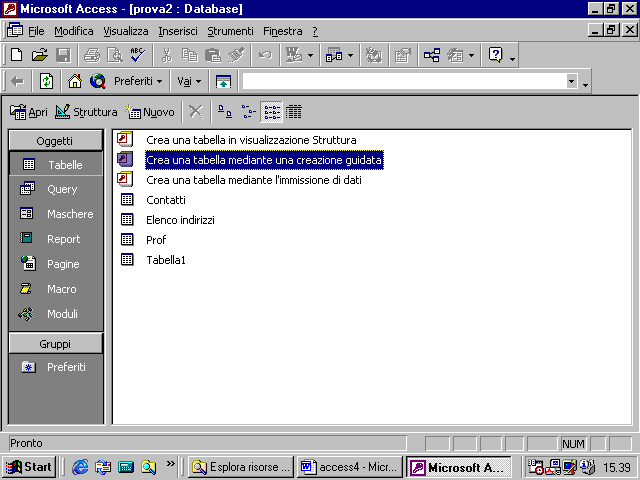 Microsoft Access - [prova2 : Database]
File Modifica Visualizza Inserisci Strumenti Finestra ?
ABC
Preferiti Vai
Apri Struttura Nuovo
Oggetti
Tabelle
Query
Maschere
Report
Pagine
Macro
Moduli
Gruppi
Preferiti
Crea una tabella in visualizzazione Struttura
Crea una tabella mediante una creazione guidata
Crea una tabella mediante l'immissione di dati
Contatti
Elenco indirizzi
Prof
Tabella1
Pronto NUM
Start » Esplora risorse ... access4 - Micr... Microsoft A... 15.39